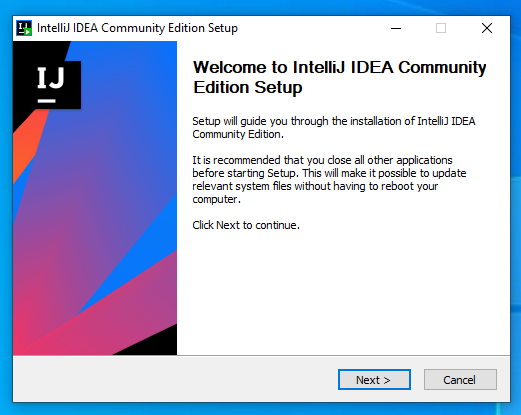 IntelliJ IDEA Community Edition Setup
IJ
Welcome to IntelliJ IDEA Community
Edition Setup
Setup will guide you through the installation of IntelliJ IDEA
Community Edition.
It is recommended that you close all other applications
before starting Setup. This will make it possible to update
relevant system files without having to reboot your
computer.
Click Next to continue.
Next >
Cancel